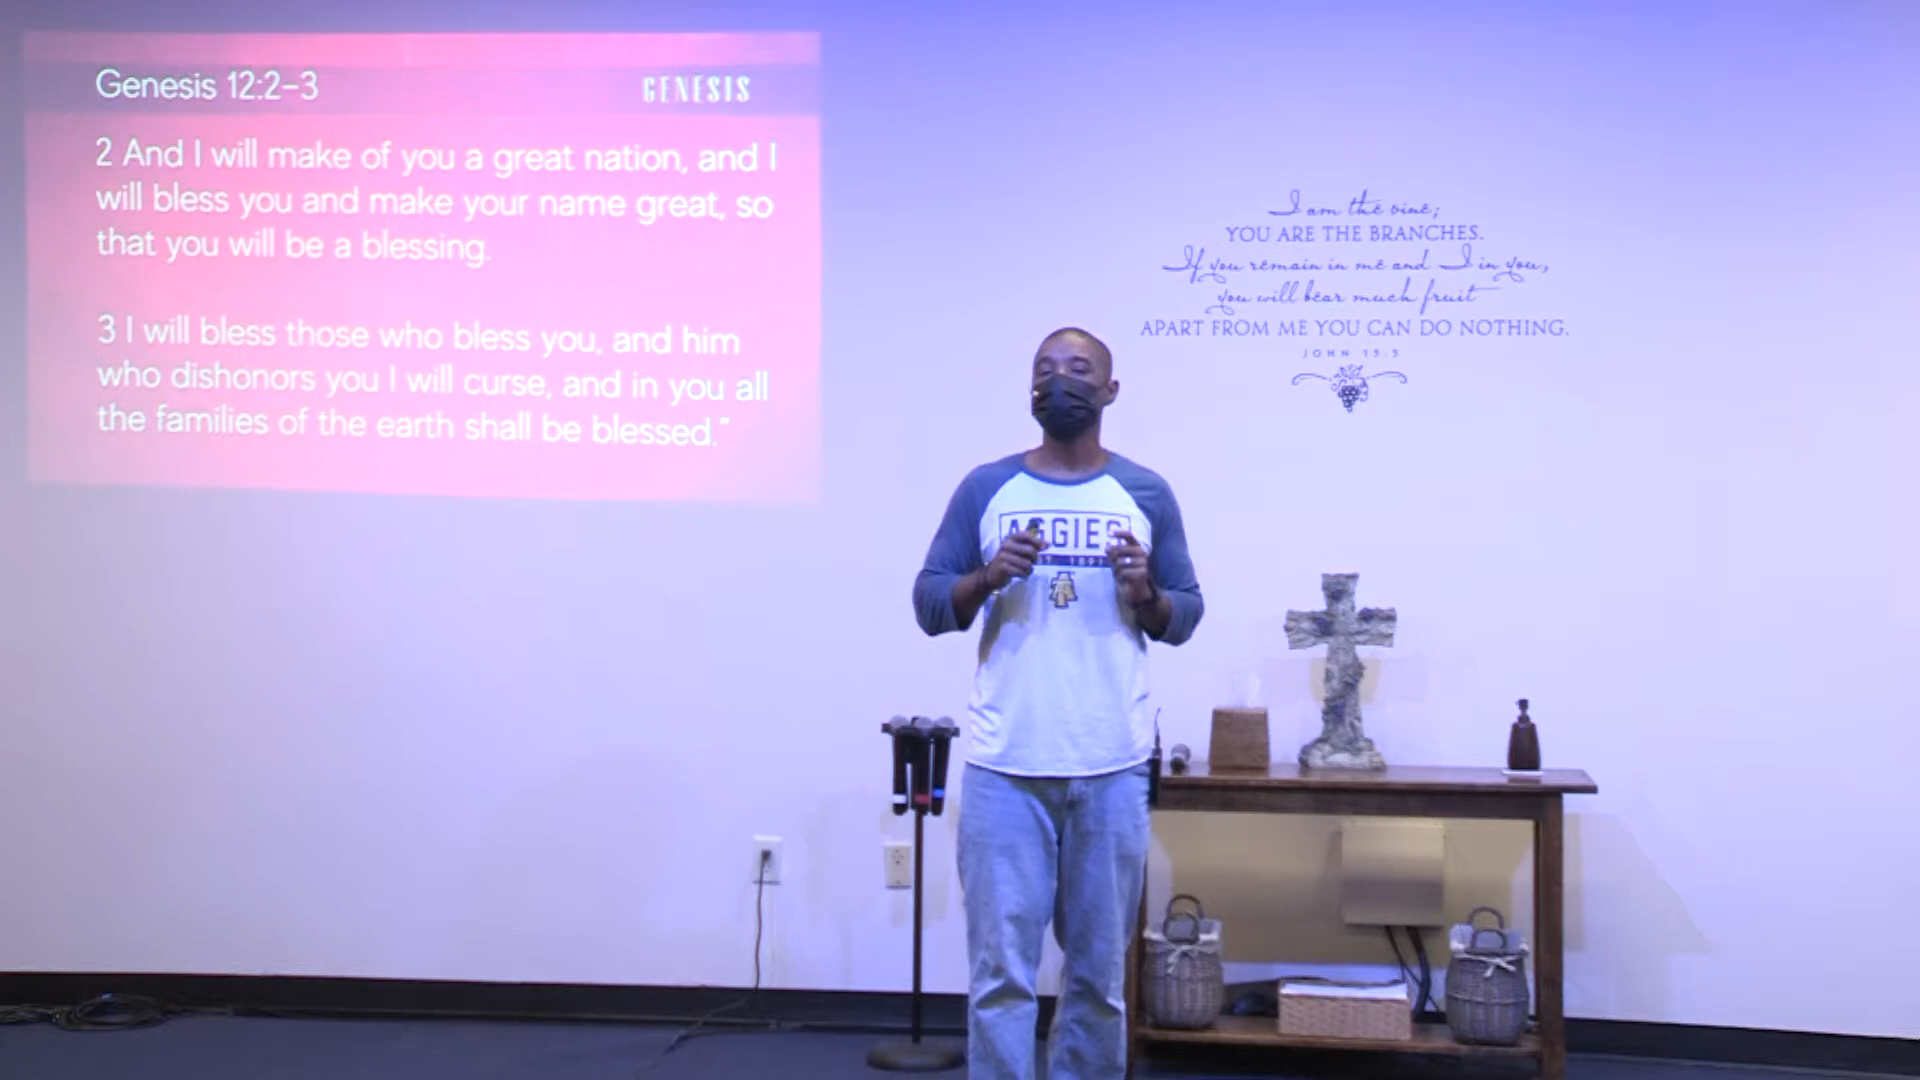 Genesis 12:2–3
GENESIS
2 And I will make of you a great nation, and I
will bless you and make your name great, so
that you will be a blessing.
3 I will bless those who bless you, and him
who dishonors you I will curse, and in you all
the families of the earth shall be blessed.”
I am the vine;
YOU ARE THE BRANCHES.
If you remain in me and I in you,
you will bear much fruit
APART FROM ME YOU CAN DO NOTHING.
JOHN 15:5
AGGIES
1891